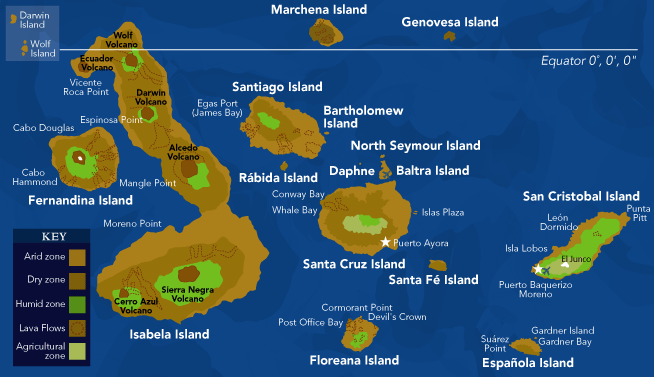 Darwin
Island
Wolf
Island
Marchena Island
Genovesa Island
Equator 0°, 0', 0"
Wolf
Volcano
Ecuador
Volcano
Vicente
Roca Point
Darwin
Volcano
Espinosa Point
Cabo Douglas
Cabo
Hammond
Fernandina Island
Alcedo
Volcano
Mangle Point
Santiago Island
Egas Port
(James Bay)
Bartholomew
Island
Rábida Island
North Seymour Island
Daphne
Baltra Island
Conway Bay
Whale Bay
Islas Plaza
Puerto Ayora
Santa Cruz Island
Santa Fé Island
San Cristobal Island
Punta
Pitt
León
Dormido
Isla Lobos
El Junco
Puerto Baquerizo
Moreno
Moreno Point
Sierra Negra
Volcano
Cerro Azul
Volcano
Isabela Island
Cormorant Point
Devil's Crown
Post Office Bay
Floreana Island
Suárez
Point
Gardner Island
Gardner Bay
Española Island
KEY
Arid zone
Dry zone
Humid zone
Lava Flows
Agricultural
zone